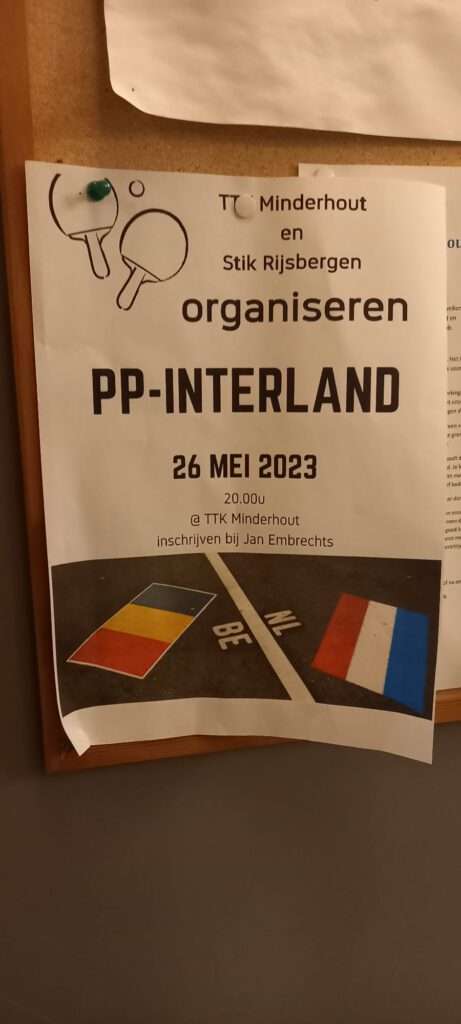 TTK Minderhout
en
Stik Rijsbergen
organiseren
PP-INTERLAND
26 MEI 2023
20.00u
@ TTK Minderhout
inschrijven bij Jan Embrechts
NL
BE